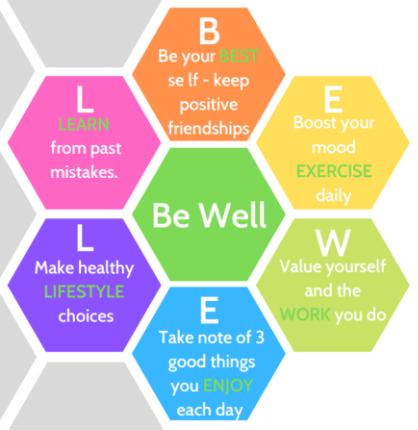 B
Be your BEST
se lf - keep
positive
friendships
E
Boost your
mood
EXERCISE
daily
W
Value yourself
and the
WORK you do
E
Take note of 3
good things
you ENJOY
each day
L
Make healthy
LIFESTYLE
choices
L
LEARN
from past
mistakes.
Be Well